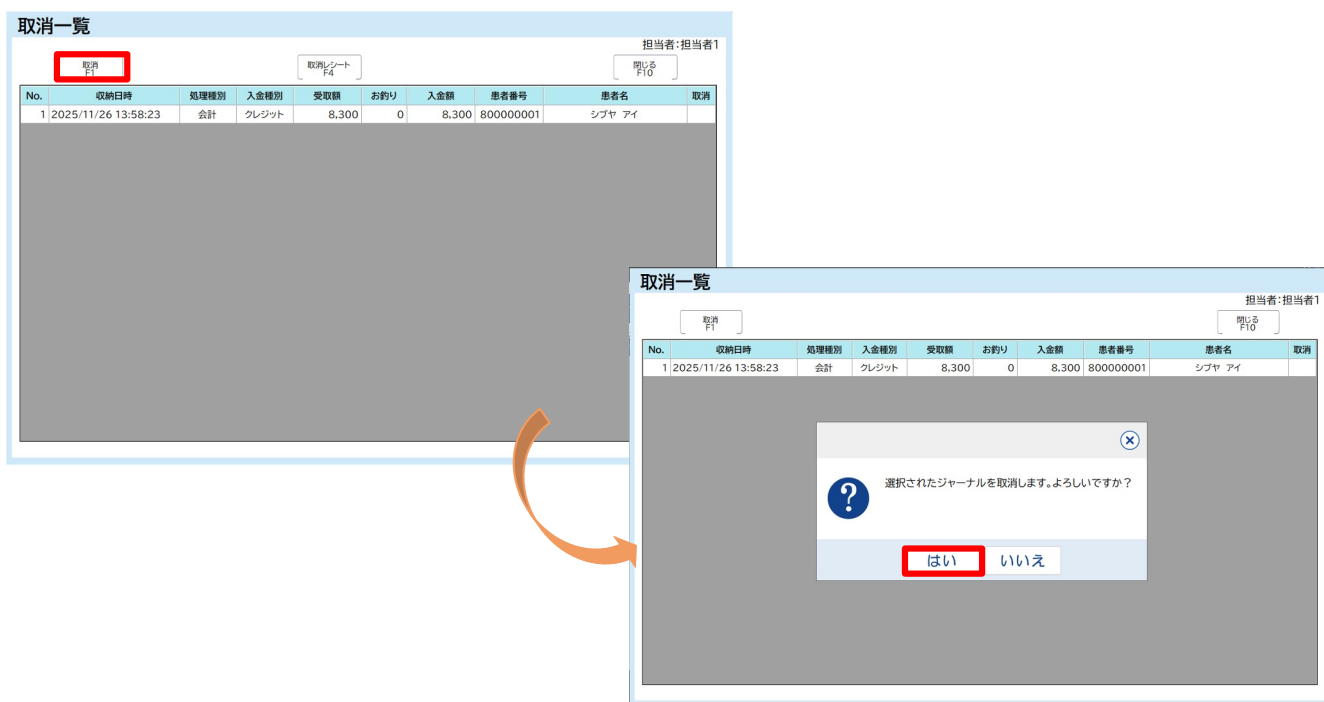 取消一覧
担当者:担当者1
取消 F1
取消レシート F4
閉じる F10
No. 収納日時 処理種別 入金種別 受取額 お釣り 入金額 患者番号 患者名 取消
1 2025/11/26 13:58:23 会計 クレジット 8,300 0 8,300 800000001 シブヤ アイ
取消一覧
担当者:担当者1
取消 F1
閉じる F10
No. 収納日時 処理種別 入金種別 受取額 お釣り 入金額 患者番号 患者名 取消
1 2025/11/26 13:58:23 会計 クレジット 8,300 0 8,300 800000001 シブヤ アイ
選択されたジャーナルを取消します。よろしいですか?
はい いいえ